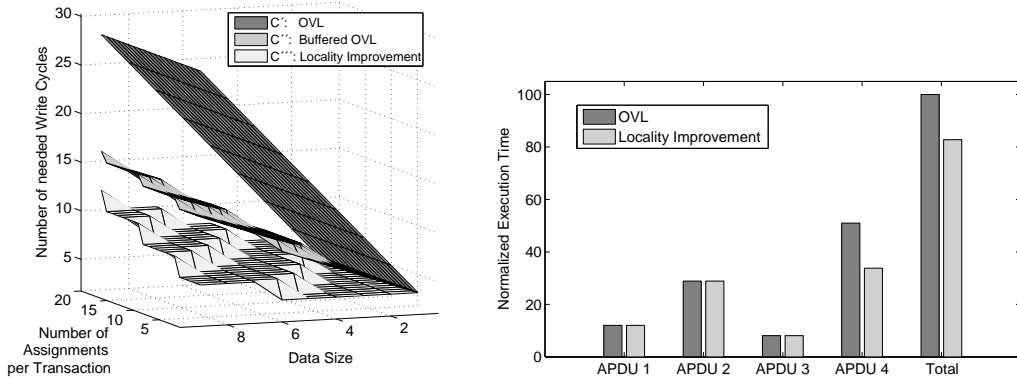 30
25
20
15
10
5
Number of needed Write Cycles
C´: OVL
C´´: Buffered OVL
C´´´: Locality Improvement
20
15
10
5
Number of
Assignments
per Transaction
8
6
4
2
Data Size
100
80
60
40
20
0
Normalized Execution Time
OVL
Locality Improvement
APDU 1
APDU 2
APDU 3
APDU 4
Total